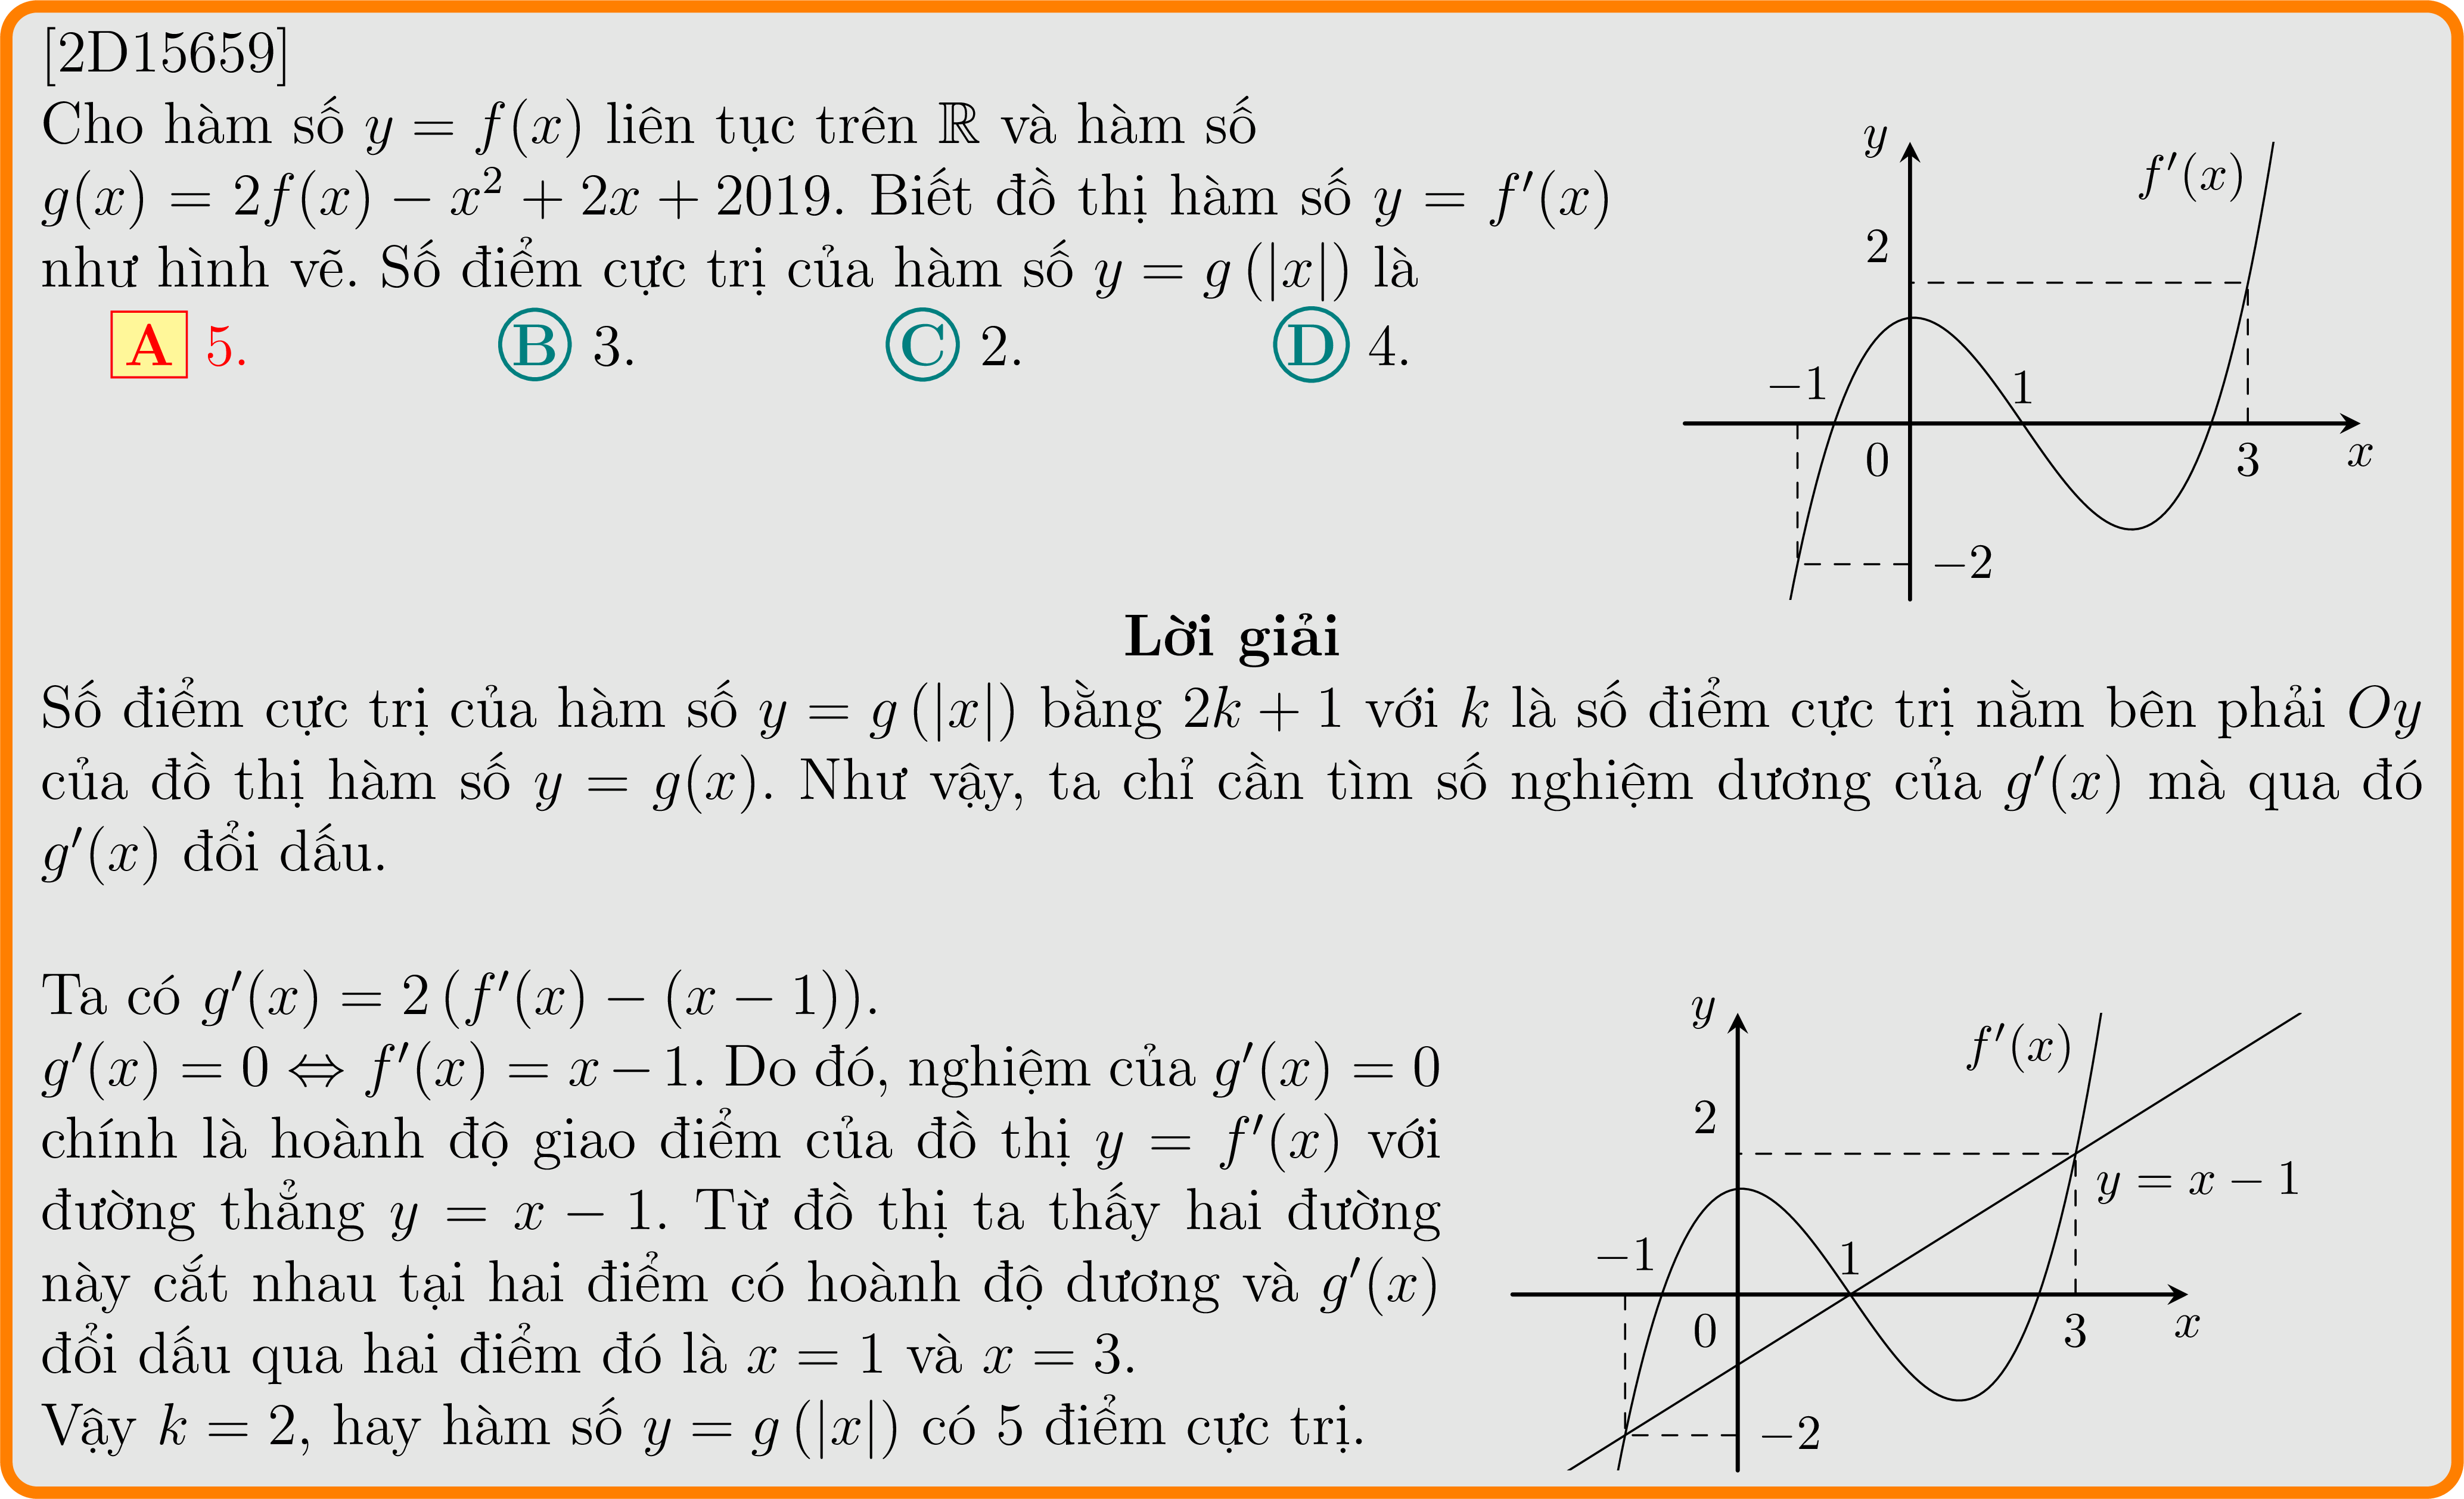 [2D15659]
Cho hàm số y = f(x) liên tục trên ℝ và hàm số
g(x) = 2f(x) − x² + 2x + 2019. Biết đồ thị hàm số y = f′(x)
như hình vẽ. Số điểm cực trị của hàm số y = g (|x|) là
A 5. B 3. C 2. D 4.
y
f′(x)
2
−1
1
0
3
x
−2
Lời giải
Số điểm cực trị của hàm số y = g (|x|) bằng 2k + 1 với k là số điểm cực trị nằm bên phải Oy
của đồ thị hàm số y = g(x). Như vậy, ta chỉ cần tìm số nghiệm dương của g′(x) mà qua đó
g′(x) đổi dấu.
Ta có g′(x) = 2 (f′(x) − (x − 1)).
g′(x) = 0 ⇔ f′(x) = x − 1. Do đó, nghiệm của g′(x) = 0
chính là hoành độ giao điểm của đồ thị y = f′(x) với
đường thẳng y = x − 1. Từ đồ thị ta thấy hai đường
này cắt nhau tại hai điểm có hoành độ dương và g′(x)
đổi dấu qua hai điểm đó là x = 1 và x = 3.
Vậy k = 2, hay hàm số y = g (|x|) có 5 điểm cực trị.
y
f′(x)
2
y = x − 1
−1
1
0
3
x
−2